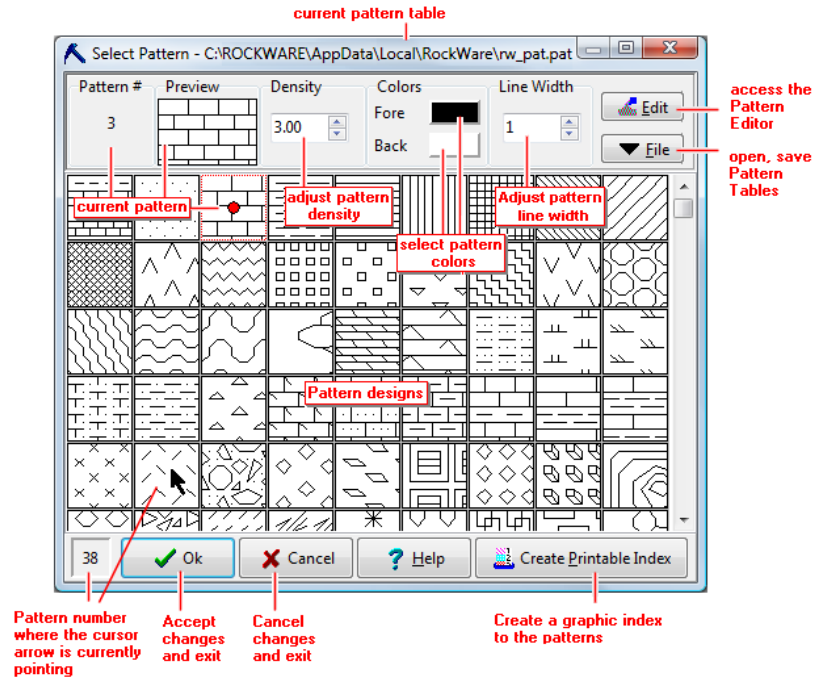 current pattern table
Select Pattern - C:\ROCKWARE\AppData\Local\RockWare\rw_pat.pat
Pattern #
Preview
Density
Colors
Line Width
3
3.00
Fore
Back
1
Edit
File
access the
Pattern
Editor
open, save
Pattern
Tables
current pattern
adjust pattern
density
Adjust pattern
line width
select pattern
colors
Pattern designs
38
Ok
Cancel
Help
Create Printable Index
Pattern number
where the cursor
arrow is currently
pointing
Accept
changes
and exit
Cancel
changes
and exit
Create a graphic index
to the patterns